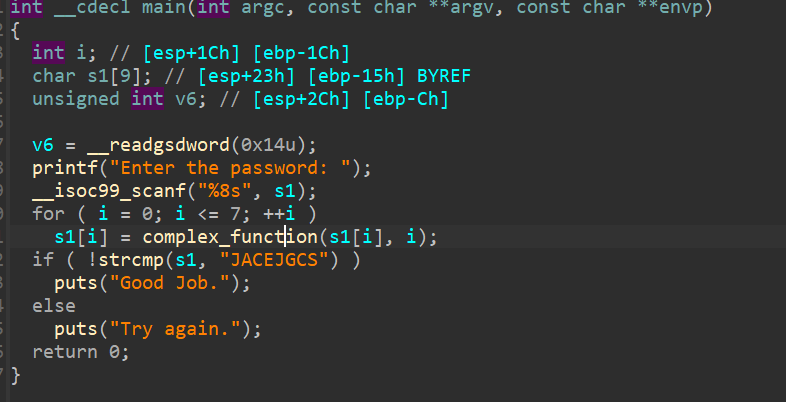 int __cdecl main(int argc, const char **argv, const char **envp)
{
int i; // [esp+1Ch] [ebp-1Ch]
char s1[9]; // [esp+23h] [ebp-15h] BYREF
unsigned int v6; // [esp+2Ch] [ebp-Ch]
v6 = __readgsdword(0x14u);
printf("Enter the password: ");
__isoc99_scanf("%8s", s1);
for ( i = 0; i <= 7; ++i )
s1[i] = complex_function(s1[i], i);
if ( !strcmp(s1, "JACEJGCS") )
puts("Good Job.");
else
puts("Try again.");
return 0;
}